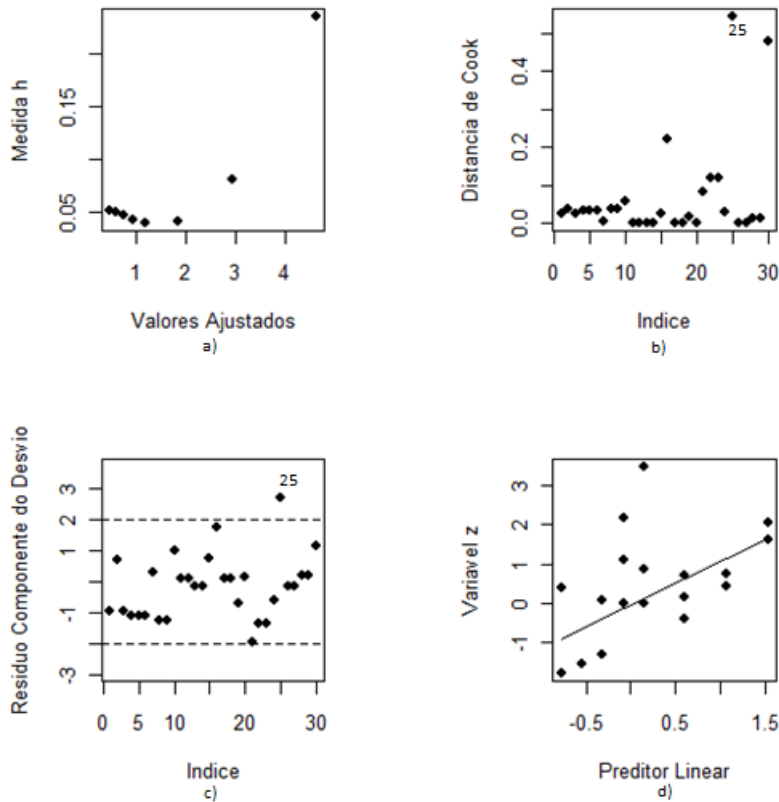 Medida h
0.05
0.15
1 2 3 4
Valores Ajustados
a)
Distancia de Cook
0.0
0.2
0.4
25
0 5 10 20 30
Indice
b)
Residuo Componente do Desvio
-3
-1
1
2
3
25
0 5 10 20 30
Indice
c)
Variavel z
-1
0
1
2
3
-0.5 0.5 1.5
Preditor Linear
d)